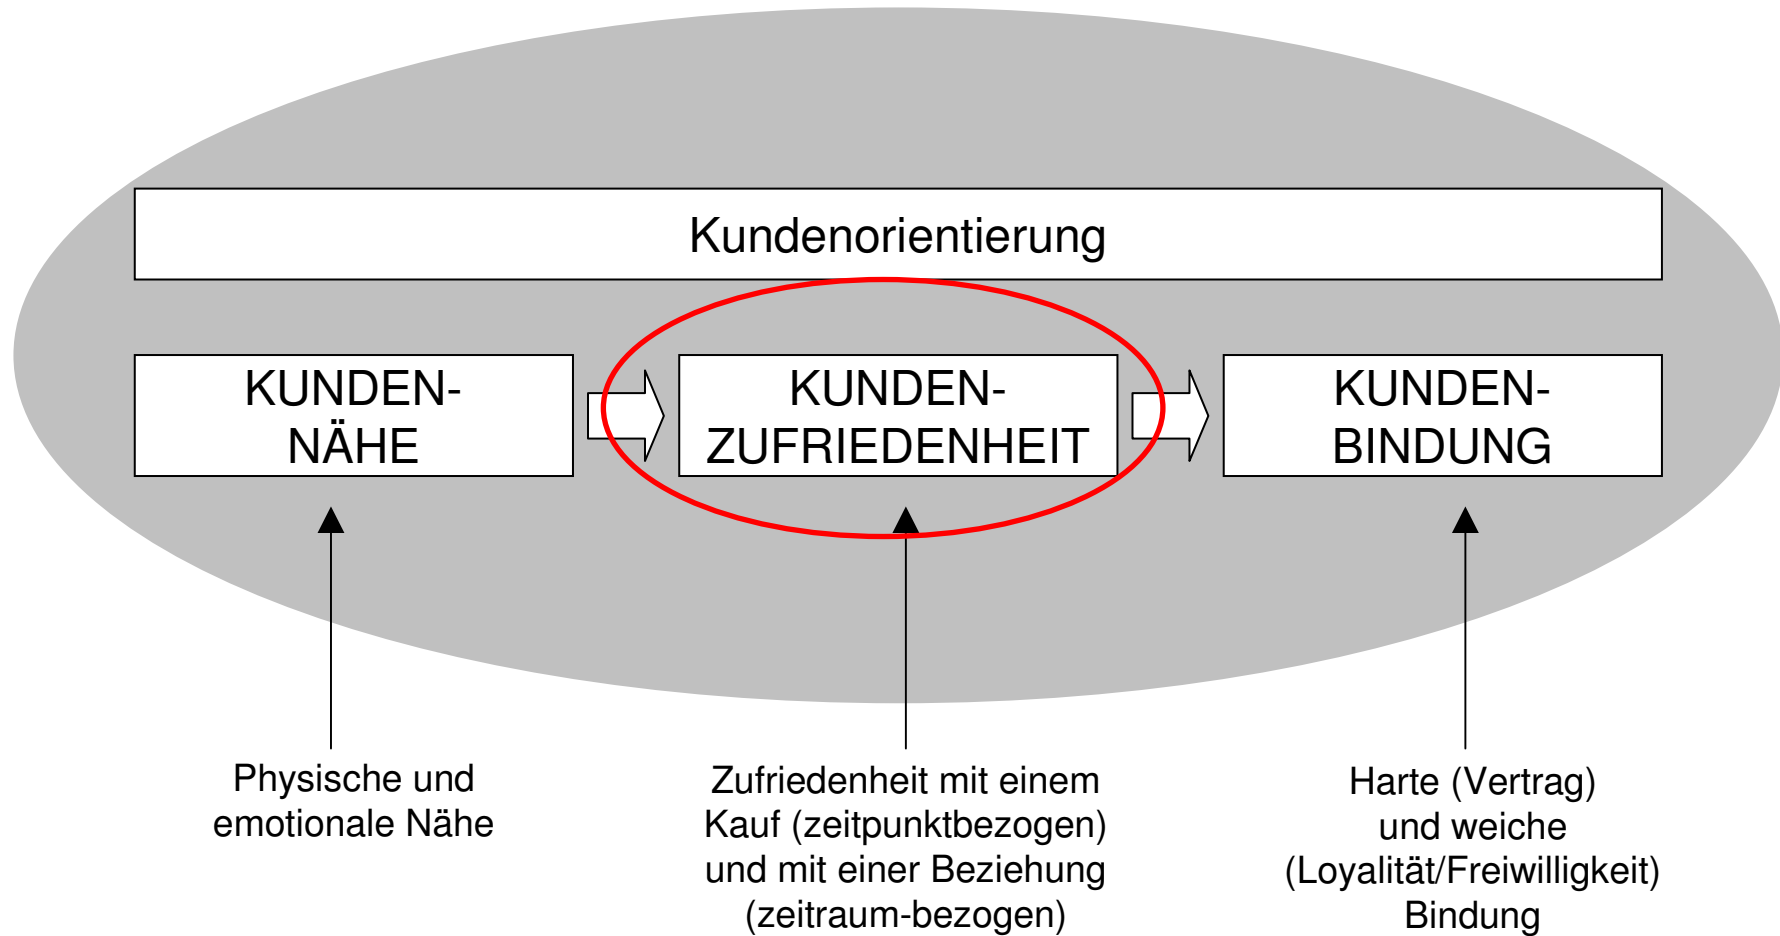 Kundenorientierung
KUNDEN-
NÄHE
KUNDEN-
ZUFRIEDENHEIT
KUNDEN-
BINDUNG
Physische und
emotionale Nähe
Zufriedenheit mit einem
Kauf (zeitpunktbezogen)
und mit einer Beziehung
(zeitraum-bezogen)
Harte (Vertrag)
und weiche
(Loyalität/Freiwilligkeit)
Bindung